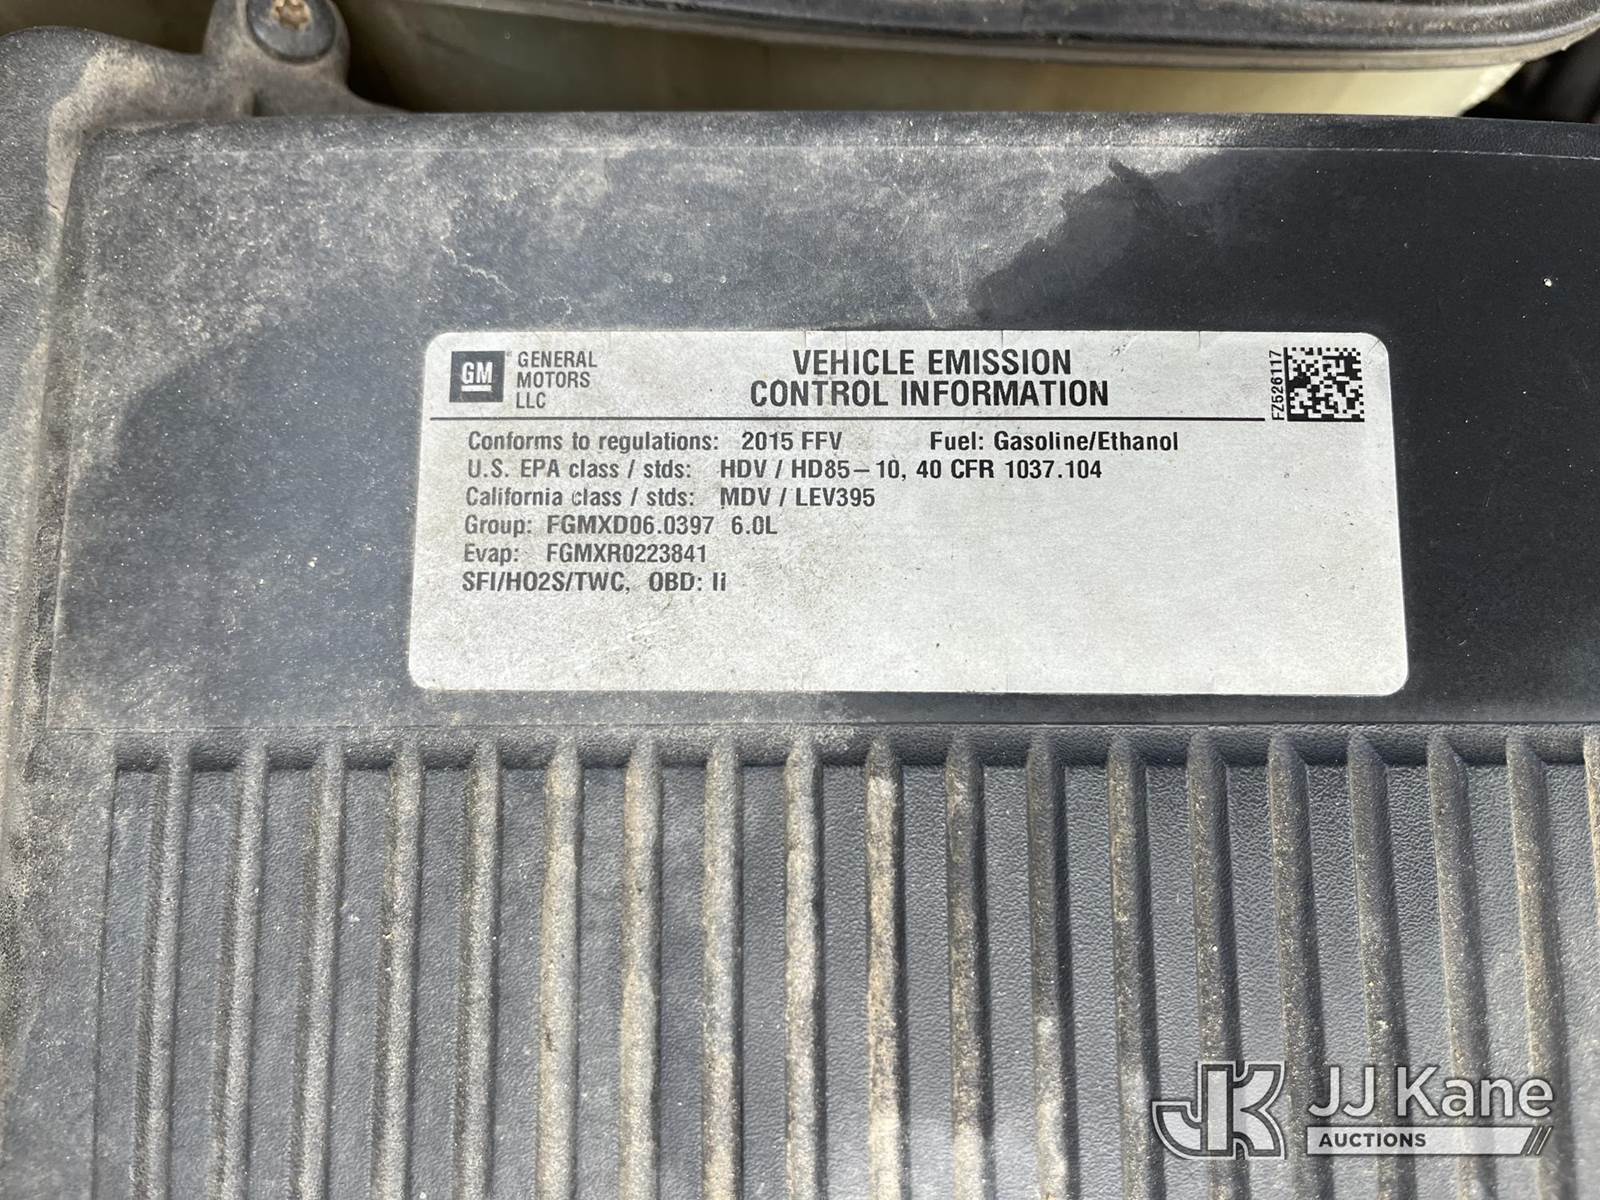 GM GENERAL
MOTORS
LLC
VEHICLE EMISSION
CONTROL INFORMATION
FZ526117
Conforms to regulations: 2015 FFV Fuel: Gasoline/Ethanol
U.S. EPA class / stds: HDV / HD85-10, 40 CFR 1037.104
California class / stds: MDV / LEV395
Group: FGMXD06.0397 6.0L
Evap: FGMXR0223841
SFI/HO2S/TWC, OBD: Ii
JK JJ Kane
AUCTIONS